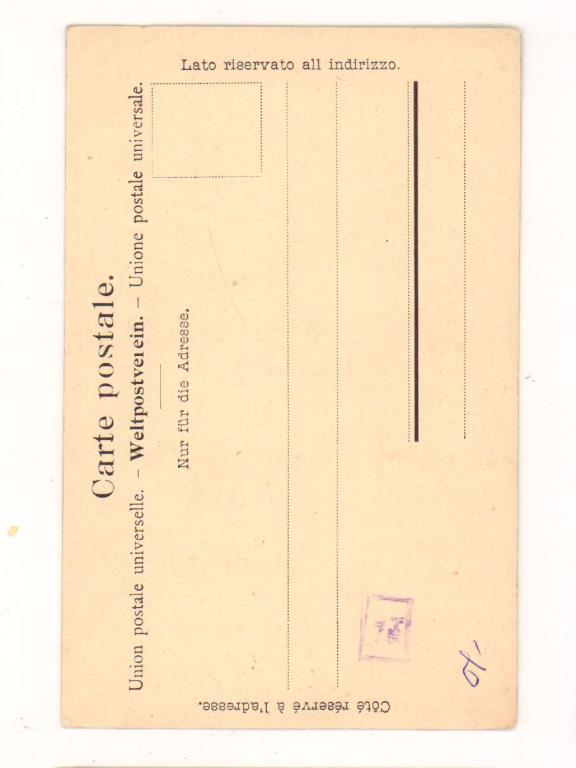 Carte postale.
Union postale universelle. – Weltpostverein. – Unione postale universale.
Nur für die Adresse.
Côté réservé à l'adresse.
Lato riservato all indirizzo.